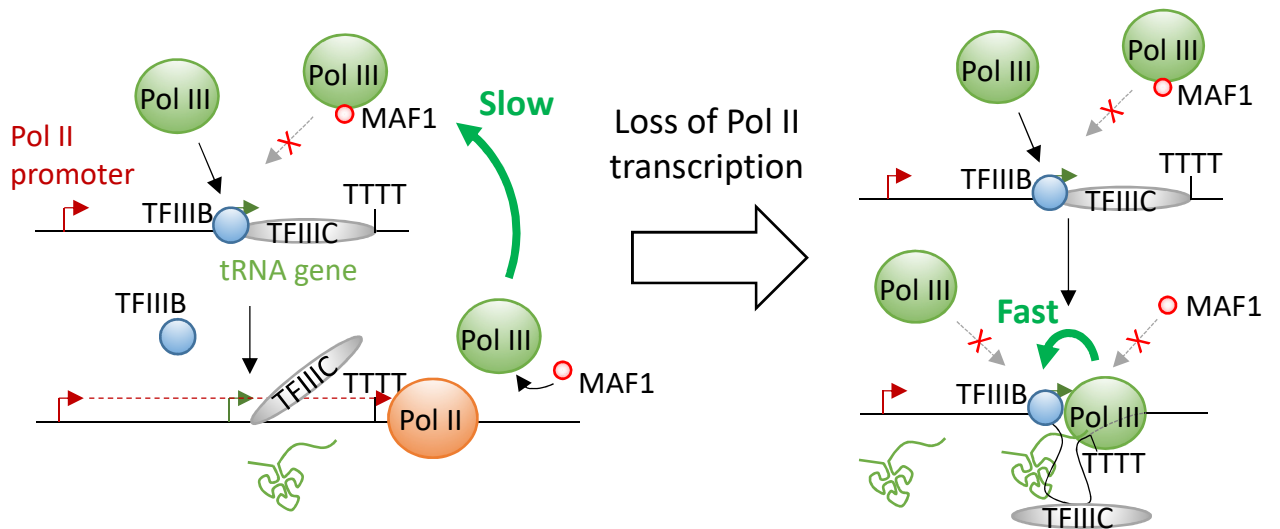 Pol III
Pol III
MAF1
Slow
Pol II
promoter
TTTT
TFIIIB
TFIIIC
tRNA gene
TFIIIB
TFIIIC
TTTT
Pol III
MAF1
Pol II
Loss of Pol II
transcription
Pol III
Pol III
MAF1
TTTT
TFIIIB
TFIIIC
Pol III
Fast
MAF1
TFIIIB
Pol III
TTTT
TFIIIC